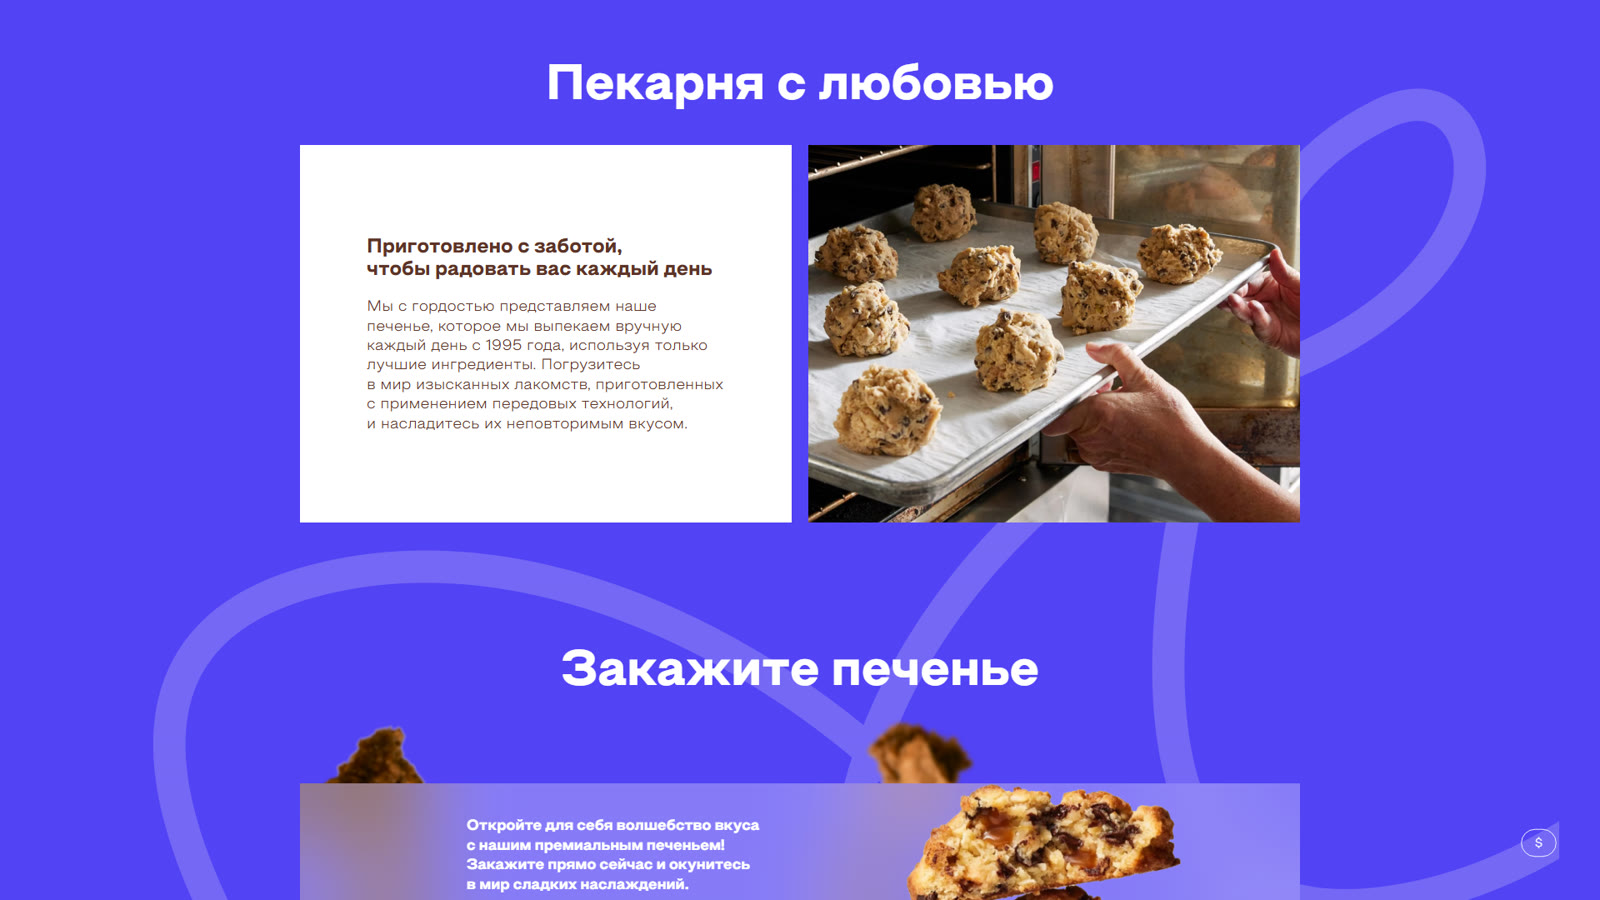 Пекарня с любовью
Приготовлено с заботой,
чтобы радовать вас каждый день
Мы с гордостью представляем наше
печенье, которое мы выпекаем вручную
каждый день с 1995 года, используя только
лучшие ингредиенты. Погрузитесь
в мир изысканных лакомств, приготовленных
с применением передовых технологий,
и насладитесь их неповторимым вкусом.
Закажите печенье
Откройте для себя волшебство вкуса
с нашим премиальным печеньем!
Закажите прямо сейчас и окунитесь
в мир сладких наслаждений.
$